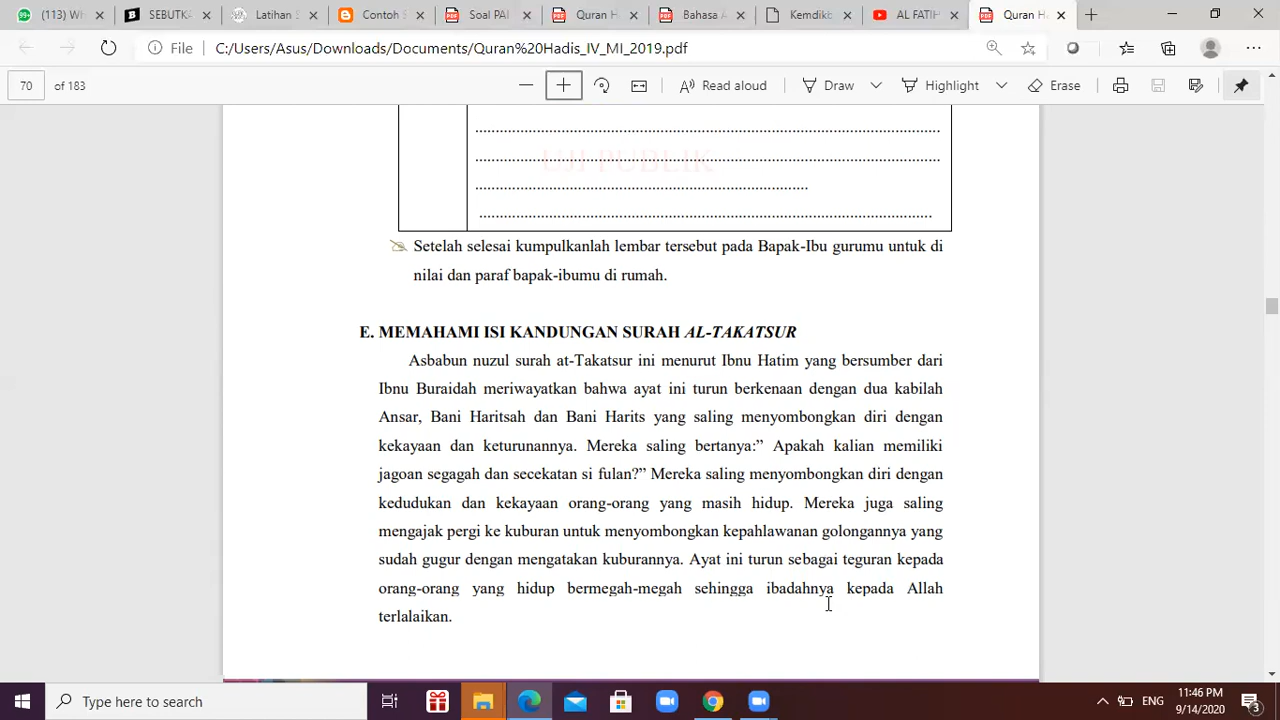 (113) Wh
SEBUTKA
Latihan S
Contoh S
Soal PAI
Quran Ha
Bahasa A
Kemdikb
AL FATIH
Quran Ha
File
C:/Users/Asus/Downloads/Documents/Quran%20Hadis_IV_MI_2019.pdf
70 of 183
Read aloud
Draw
Highlight
Erase
UJI PUBLIK
Setelah selesai kumpulkanlah lembar tersebut pada Bapak-Ibu gurumu untuk di
nilai dan paraf bapak-ibumu di rumah.
E. MEMAHAMI ISI KANDUNGAN SURAH AL-TAKATSUR
Asbabun nuzul surah at-Takatsur ini menurut Ibnu Hatim yang bersumber dari
Ibnu Buraidah meriwayatkan bahwa ayat ini turun berkenaan dengan dua kabilah
Ansar, Bani Haritsah dan Bani Harits yang saling menyombongkan diri dengan
kekayaan dan keturunannya. Mereka saling bertanya:” Apakah kalian memiliki
jagoan segagah dan secekatan si fulan?” Mereka saling menyombongkan diri dengan
kedudukan dan kekayaan orang-orang yang masih hidup. Mereka juga saling
mengajak pergi ke kuburan untuk menyombongkan kepahlawanan golongannya yang
sudah gugur dengan mengatakan kuburannya. Ayat ini turun sebagai teguran kepada
orang-orang yang hidup bermegah-megah sehingga ibadahnya kepada Allah
terlalaikan.
Type here to search
ENG
11:46 PM
9/14/2020
3